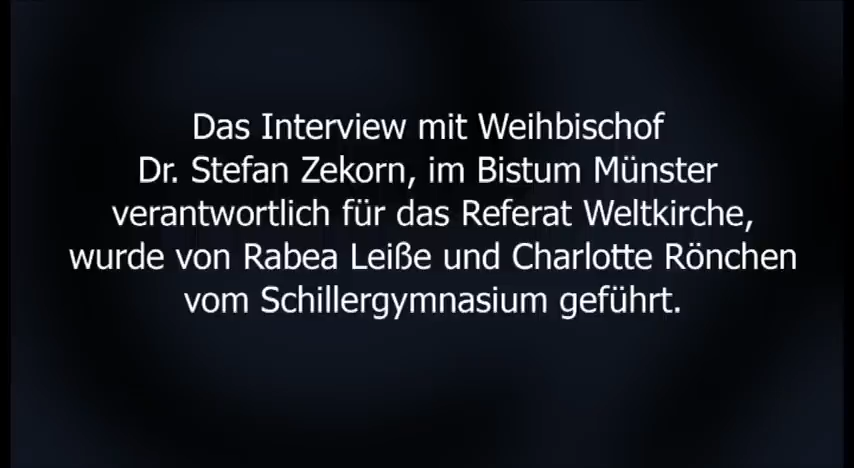 Das Interview mit Weihbischof
Dr. Stefan Zekorn, im Bistum Münster
verantwortlich für das Referat Weltkirche,
wurde von Rabea Leiße und Charlotte Rönchen
vom Schillergymnasium geführt.